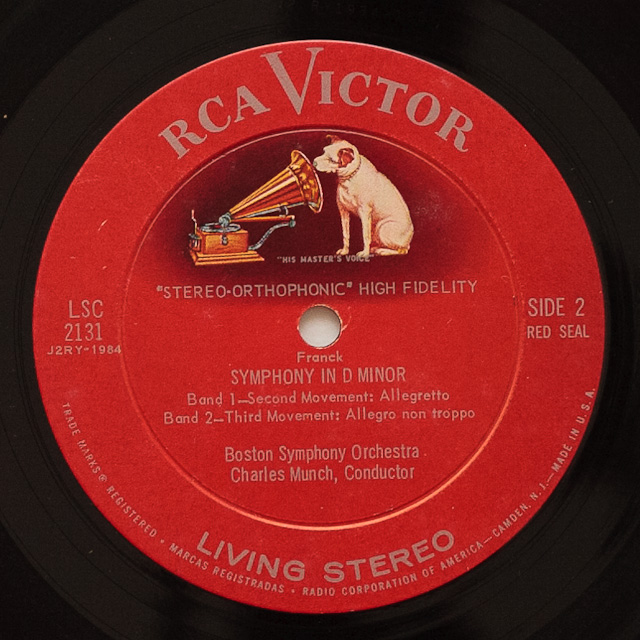 RCA VICTOR
"HIS MASTER'S VOICE"
"STEREO-ORTHOPHONIC" HIGH FIDELITY
LSC
2131
J2RY-1984
SIDE 2
RED SEAL
Franck
SYMPHONY IN D MINOR
Band 1—Second Movement: Allegretto
Band 2—Third Movement: Allegro non troppo
Boston Symphony Orchestra
Charles Munch, Conductor
LIVING STEREO
TRADE MARKS® REGISTERED • MARCAS REGISTRADAS • RADIO CORPORATION OF AMERICA—CAMDEN, N. J.—MADE IN U. S. A.